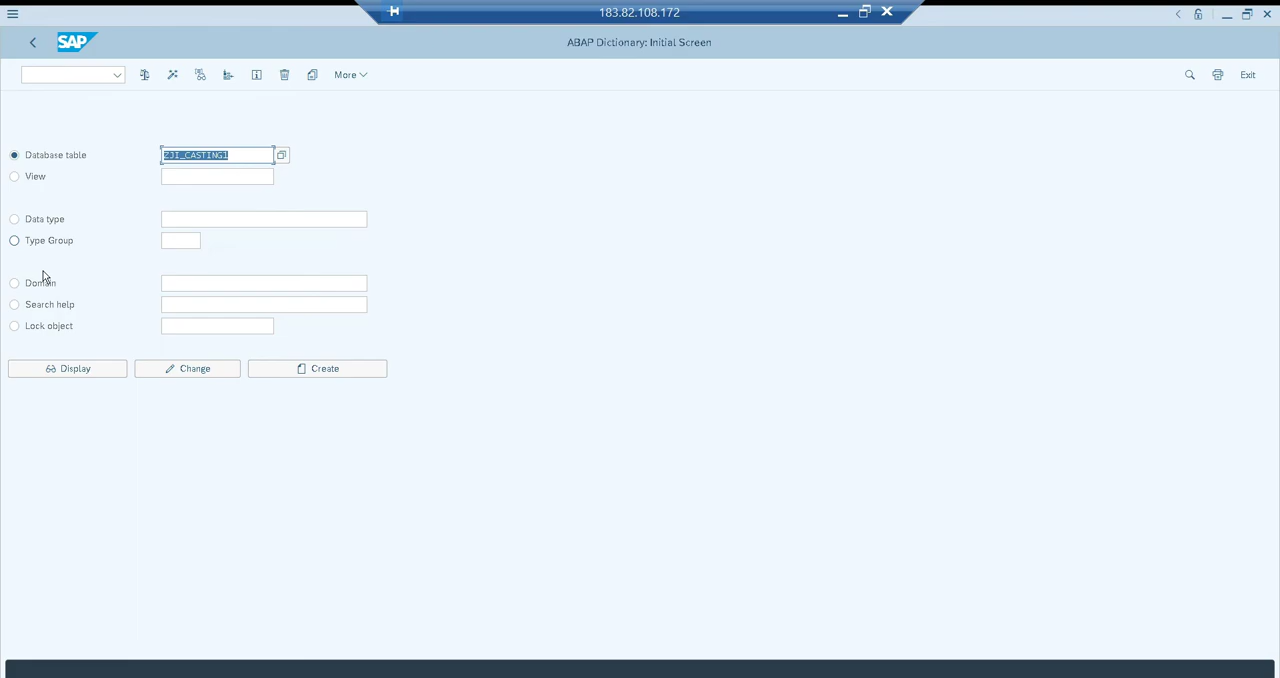 183.82.108.172
SAP
ABAP Dictionary: Initial Screen
More
Exit
Database table
ZJI_CASTING1
View
Data type
Type Group
Domain
Search help
Lock object
Display
Change
Create